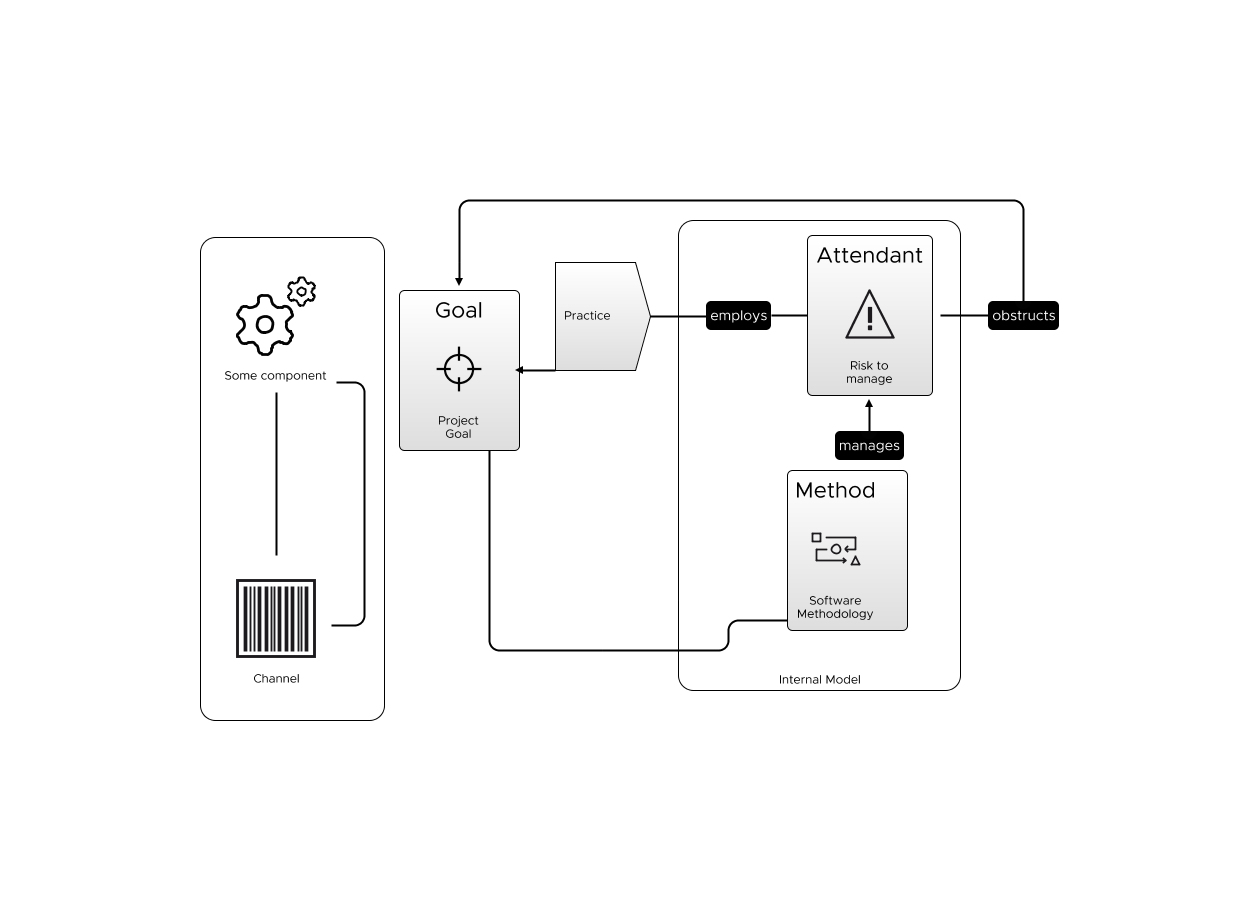 Attendant
Goal
Practice
employs
obstructs
Risk to
manage
Some component
Project
Goal
manages
Method
Software
Methodology
Channel
Internal Model